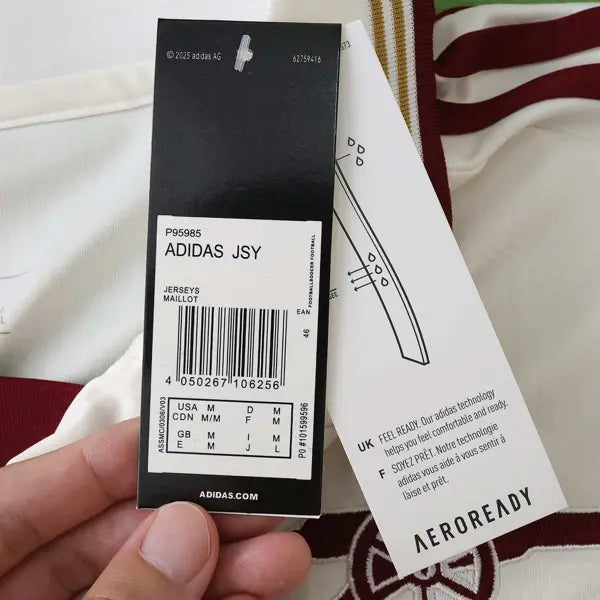 © 2025 adidas AG
62759416
P95985
ADIDAS JSY
FOOTBALL/SOCCER FOOTBALL
JERSEYS
MAILLOT
EAN
46
4 050267 106256
ASSMC/0306/V03
USA M D M
CDN M/M F M
GB M I M
E M J L
PO #101599596
ADIDAS.COM
UK FEEL READY. Our adidas technology
helps you feel comfortable and ready.
F SOYEZ PRÊT. Notre technologie
adidas vous aide à vous sentir à
l'aise et prêt.
AEROREADY